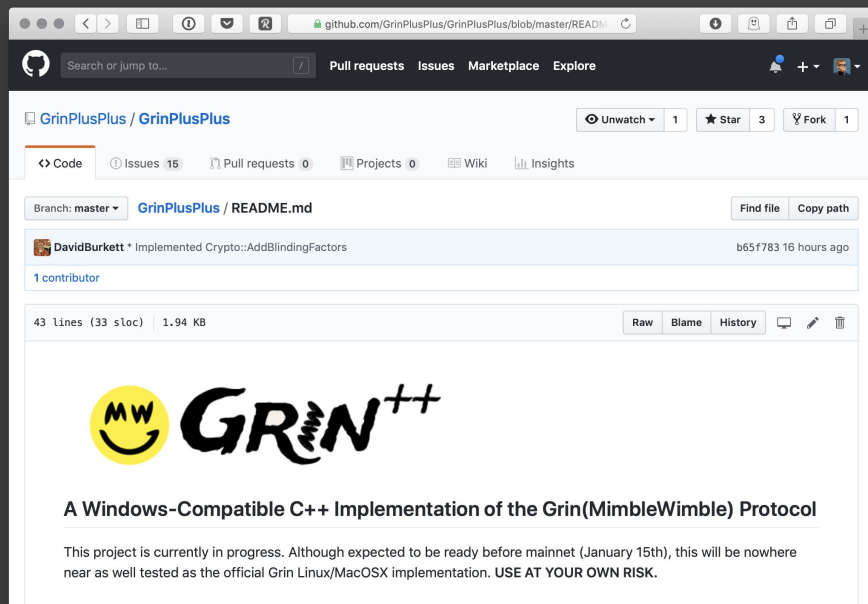 github.com/GrinPlusPlus/GrinPlusPlus/blob/master/READM
Search or jump to... /
Pull requests Issues Marketplace Explore
GrinPlusPlus / GrinPlusPlus
Unwatch 1 Star 3 Fork 1
Code Issues 15 Pull requests 0 Projects 0 Wiki Insights
Branch: master GrinPlusPlus / README.md Find file Copy path
DavidBurkett * Implemented Crypto::AddBlindingFactors b65f783 16 hours ago
1 contributor
43 lines (33 sloc) 1.94 KB Raw Blame History
MW GRIN++
A Windows-Compatible C++ Implementation of the Grin(MimbleWimble) Protocol
This project is currently in progress. Although expected to be ready before mainnet (January 15th), this will be nowhere
near as well tested as the official Grin Linux/MacOSX implementation. USE AT YOUR OWN RISK.